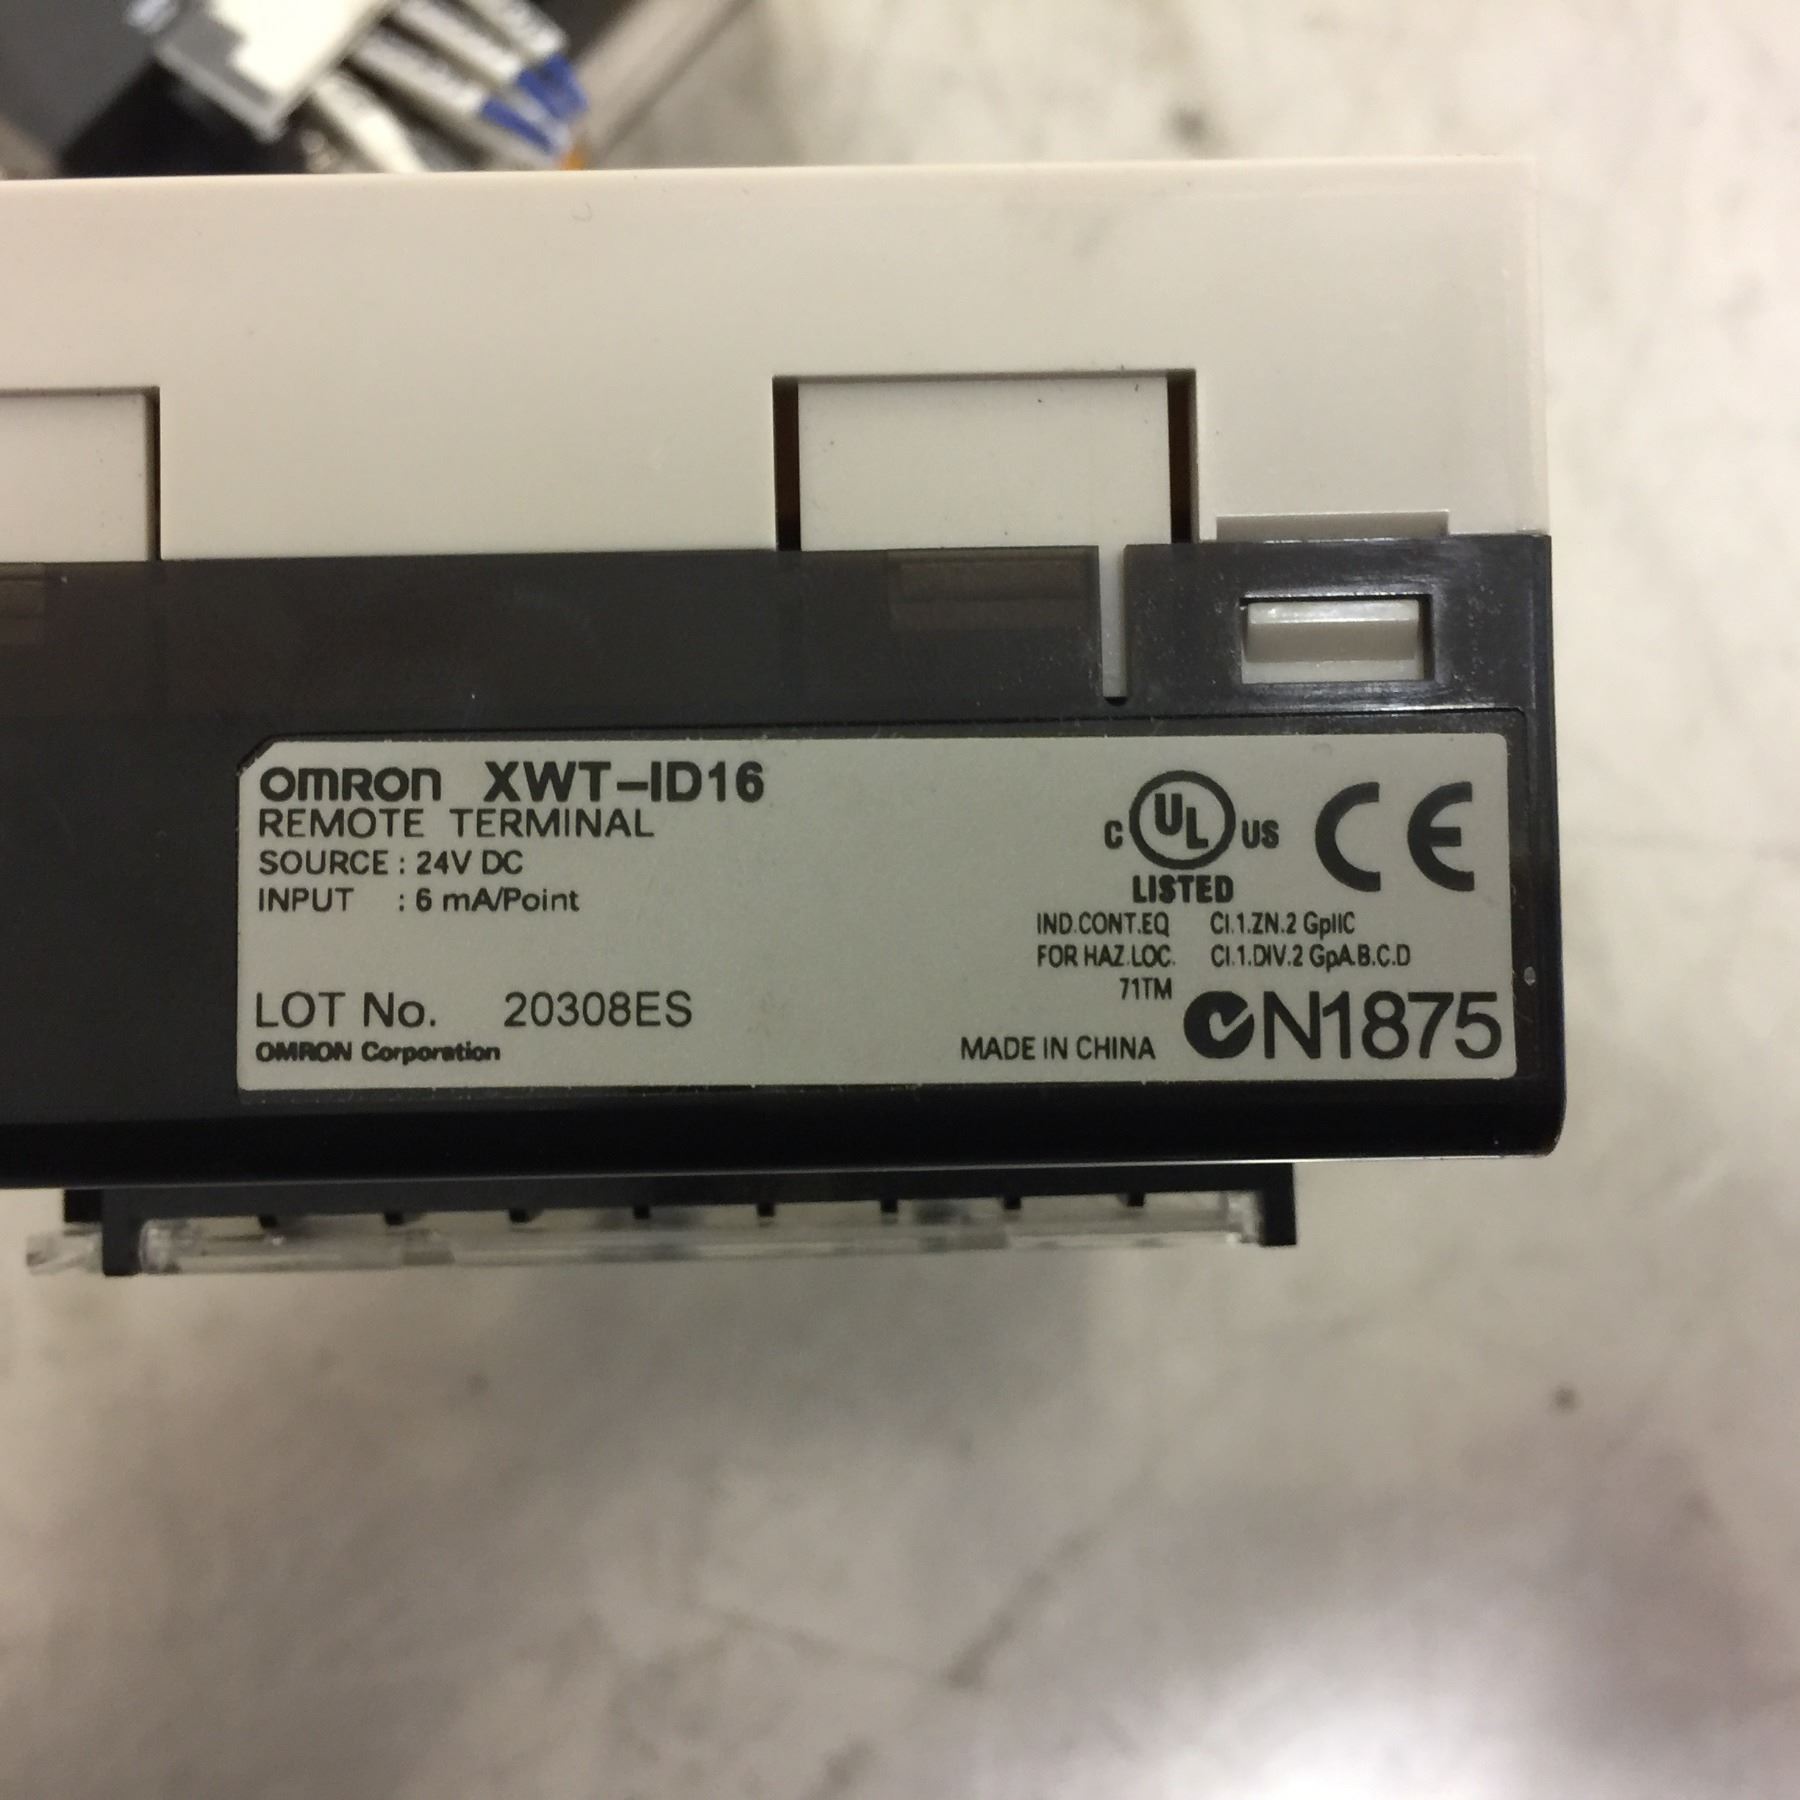 OMRON XWT-ID16
REMOTE TERMINAL
SOURCE : 24V DC
INPUT : 6 mA/Point
LOT No. 20308ES
OMRON Corporation
C UL US
LISTED
CE
IND.CONT.EQ CI.1.ZN.2 GpIIC
FOR HAZ.LOC. CI.1.DIV.2 GpA.B.C.D
71TM
N1875
MADE IN CHINA